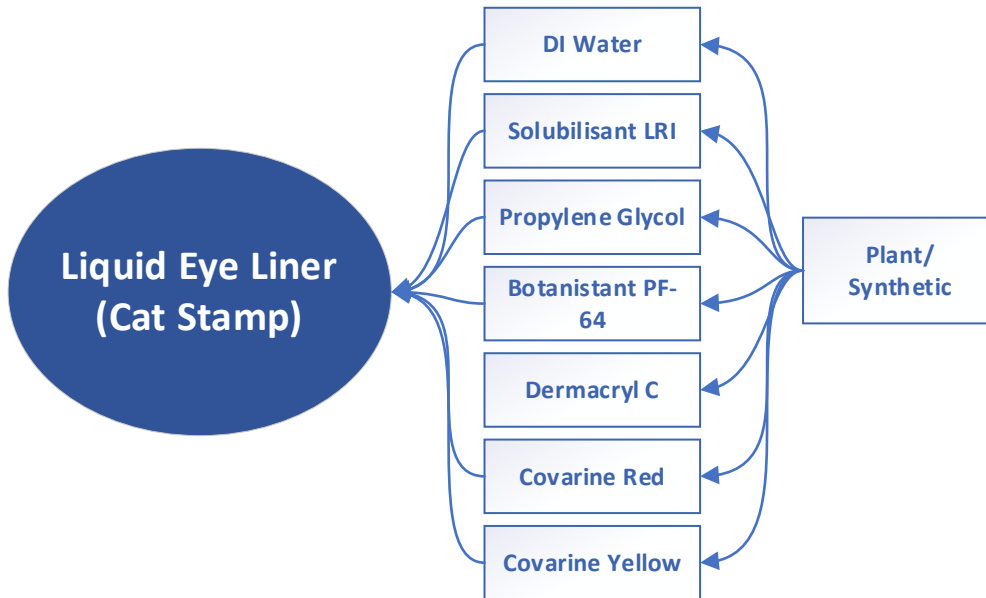 Liquid Eye Liner
(Cat Stamp)
DI Water
Solubilisant LRI
Propylene Glycol
Botanistant PF-
64
Dermacryl C
Covarine Red
Covarine Yellow
Plant/
Synthetic